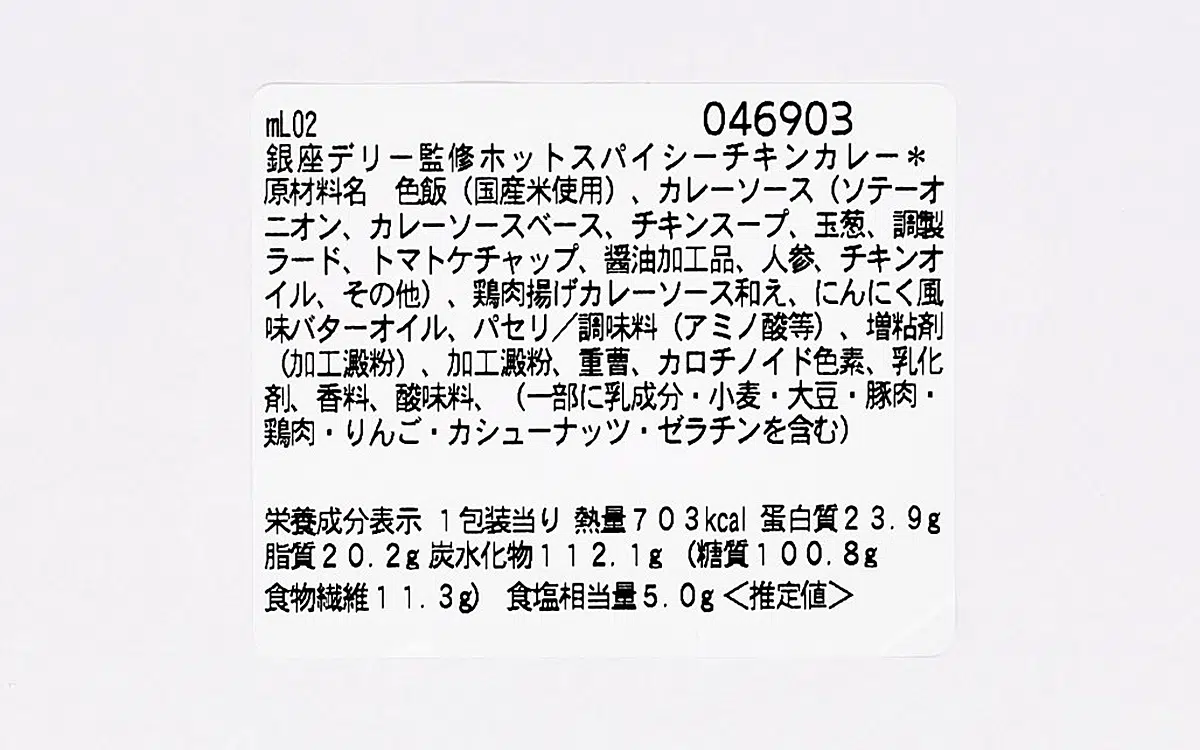 mL02 046903
銀座デリー監修ホットスパイシーチキンカレー＊
原材料名 色飯（国産米使用）、カレーソース（ソテーオ
ニオン、カレーソースベース、チキンスープ、玉葱、調製
ラード、トマトケチャップ、醤油加工品、人参、チキンオ
イル、その他）、鶏肉揚げカレーソース和え、にんにく風
味バターオイル、パセリ／調味料（アミノ酸等）、増粘剤
（加工澱粉）、加工澱粉、重曹、カロチノイド色素、乳化
剤、香料、酸味料、（一部に乳成分・小麦・大豆・豚肉・
鶏肉・りんご・カシューナッツ・ゼラチンを含む）
栄養成分表示 １包装当り 熱量７０３kcal 蛋白質２３.９g
脂質２０.２g 炭水化物１１２.１g （糖質１００.８g
食物繊維１１.３g） 食塩相当量５.０g ＜推定値＞